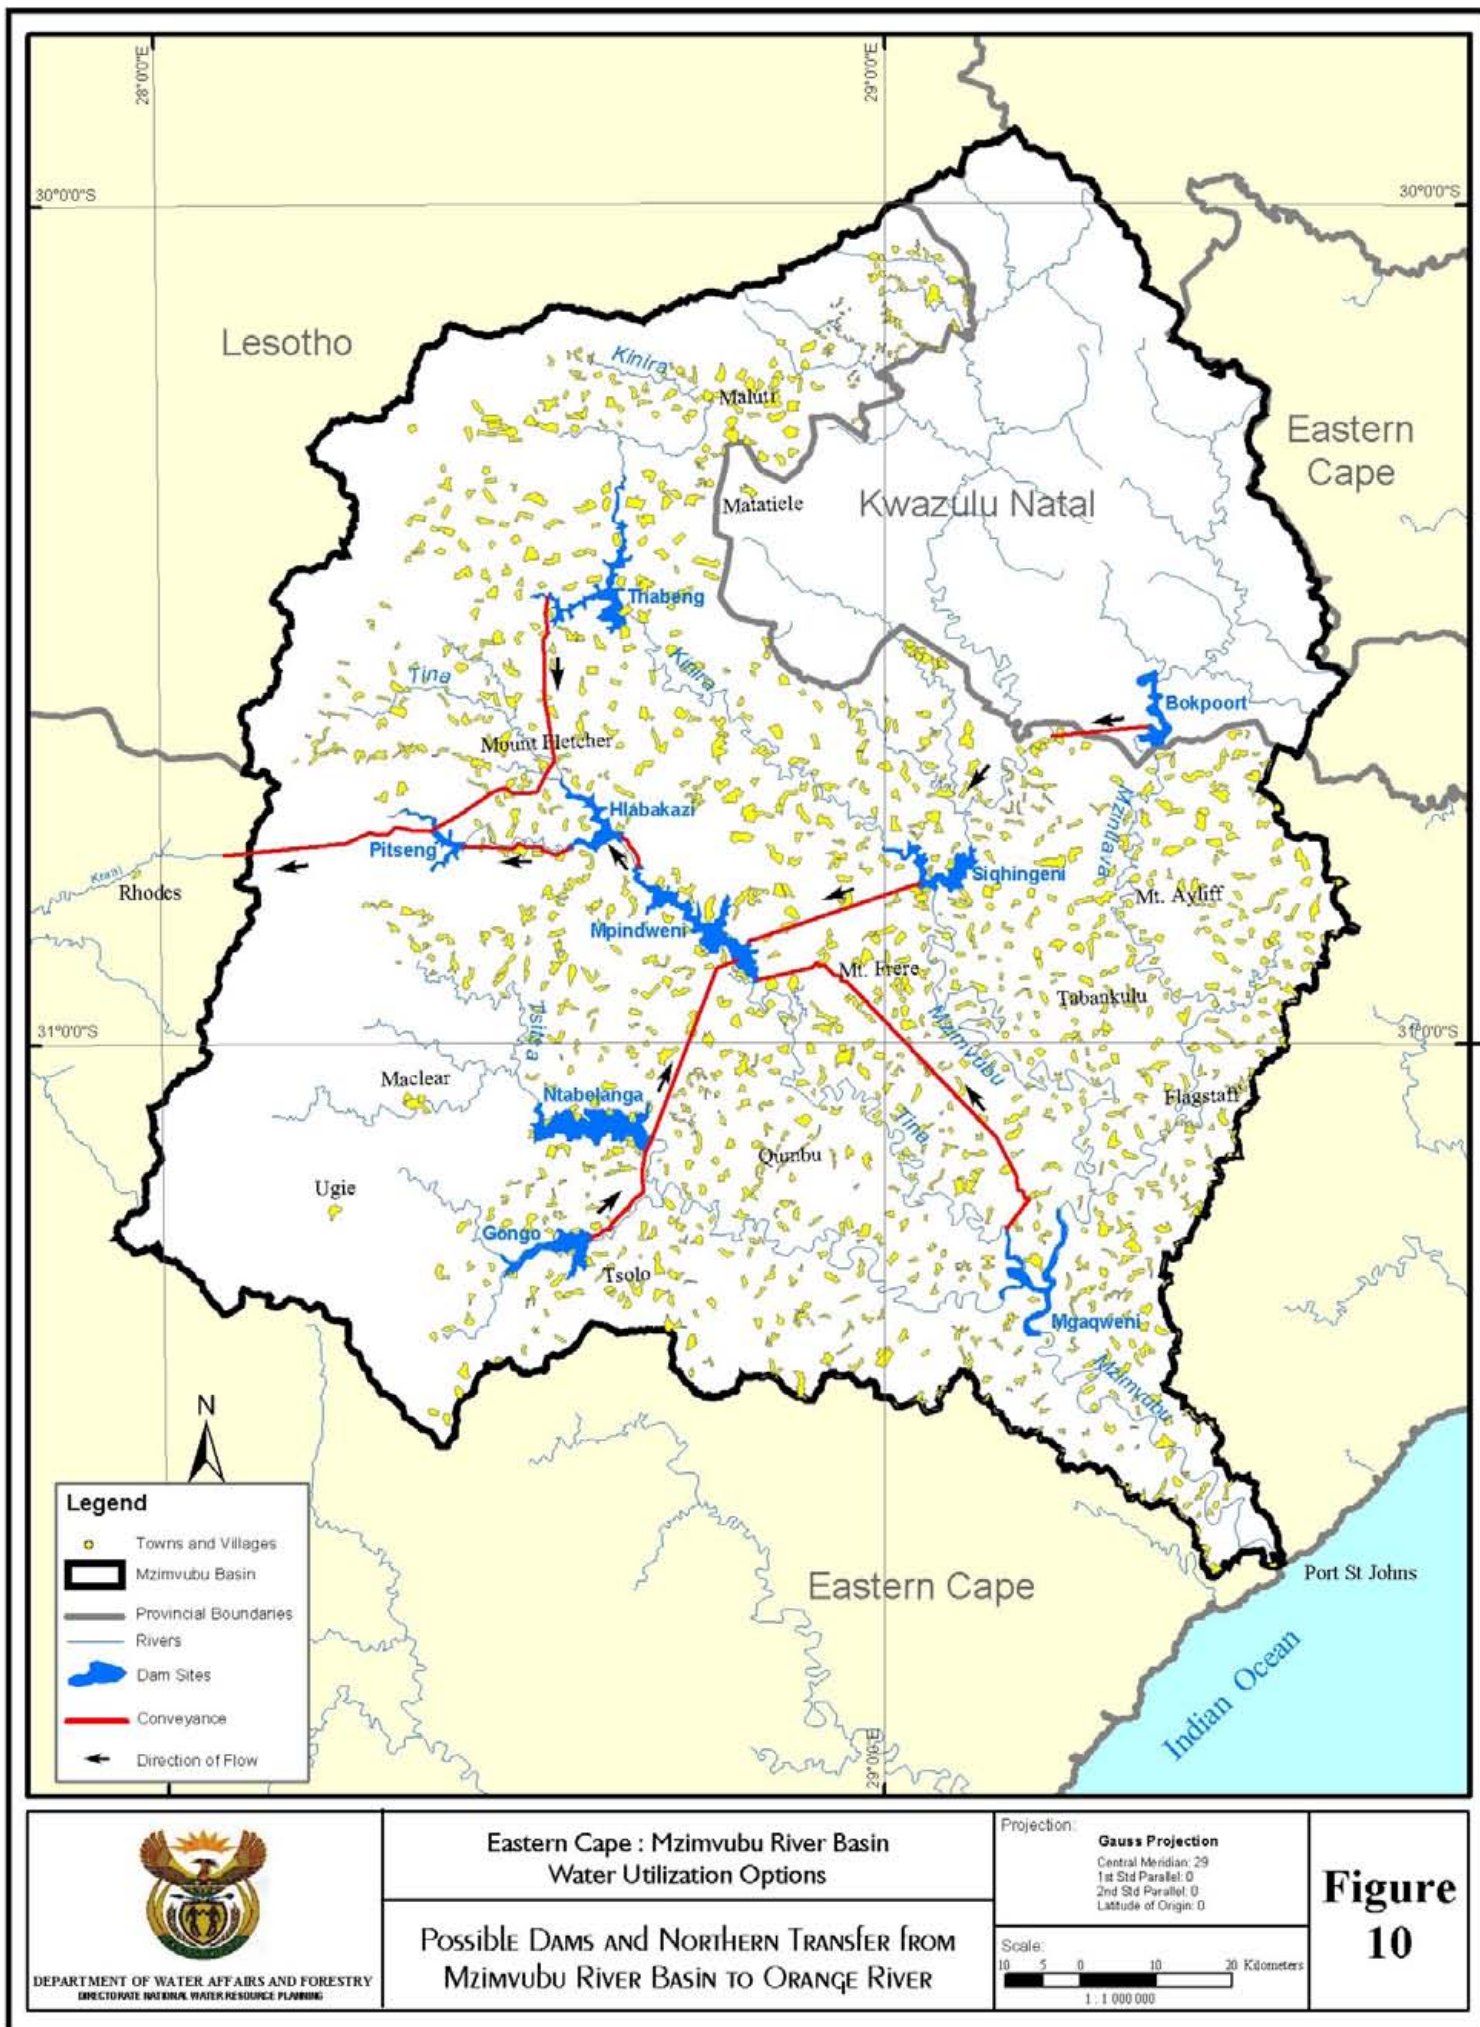 28°0'0"E
29°0'0"E
30°0'0"S
30°0'0"S
Lesotho
Kinira
Maluti
Eastern
Cape
Matatiele
Kwazulu Natal
Thabeng
Kinira
Tina
Bokpoort
Mount Fletcher
Hlabakazi
Mzintlava
Pitseng
Siqhingeni
Kraai
Rhodes
Mt. Ayliff
Mpindweni
Mt. Frere
Tabankulu
Tsitsa
Mzimvubu
31°0'0"S
31°0'0"S
Maclear
Ntabelanga
Flagstaff
Tina
Qumbu
Ugie
Gongo
Tsolo
Mgaqweni
Mzimvubu
N
Legend
Towns and Villages
Mzimvubu Basin
Provincial Boundaries
Rivers
Dam Sites
Conveyance
Direction of Flow
Eastern Cape
Port St Johns
Indian Ocean
29°0'0"E
DEPARTMENT OF WATER AFFAIRS AND FORESTRY
DIRECTORATE NATIONAL WATER RESOURCE PLANNING
Eastern Cape : Mzimvubu River Basin
Water Utilization Options
Possible Dams and Northern Transfer from
Mzimvubu River Basin to Orange River
Projection:
Gauss Projection
Central Meridian: 29
1st Std Parallel: 0
2nd Std Parallel: 0
Latitude of Origin: 0
Scale:
10 5 0 10 20 Kilometers
1 : 1 000 000
Figure
10